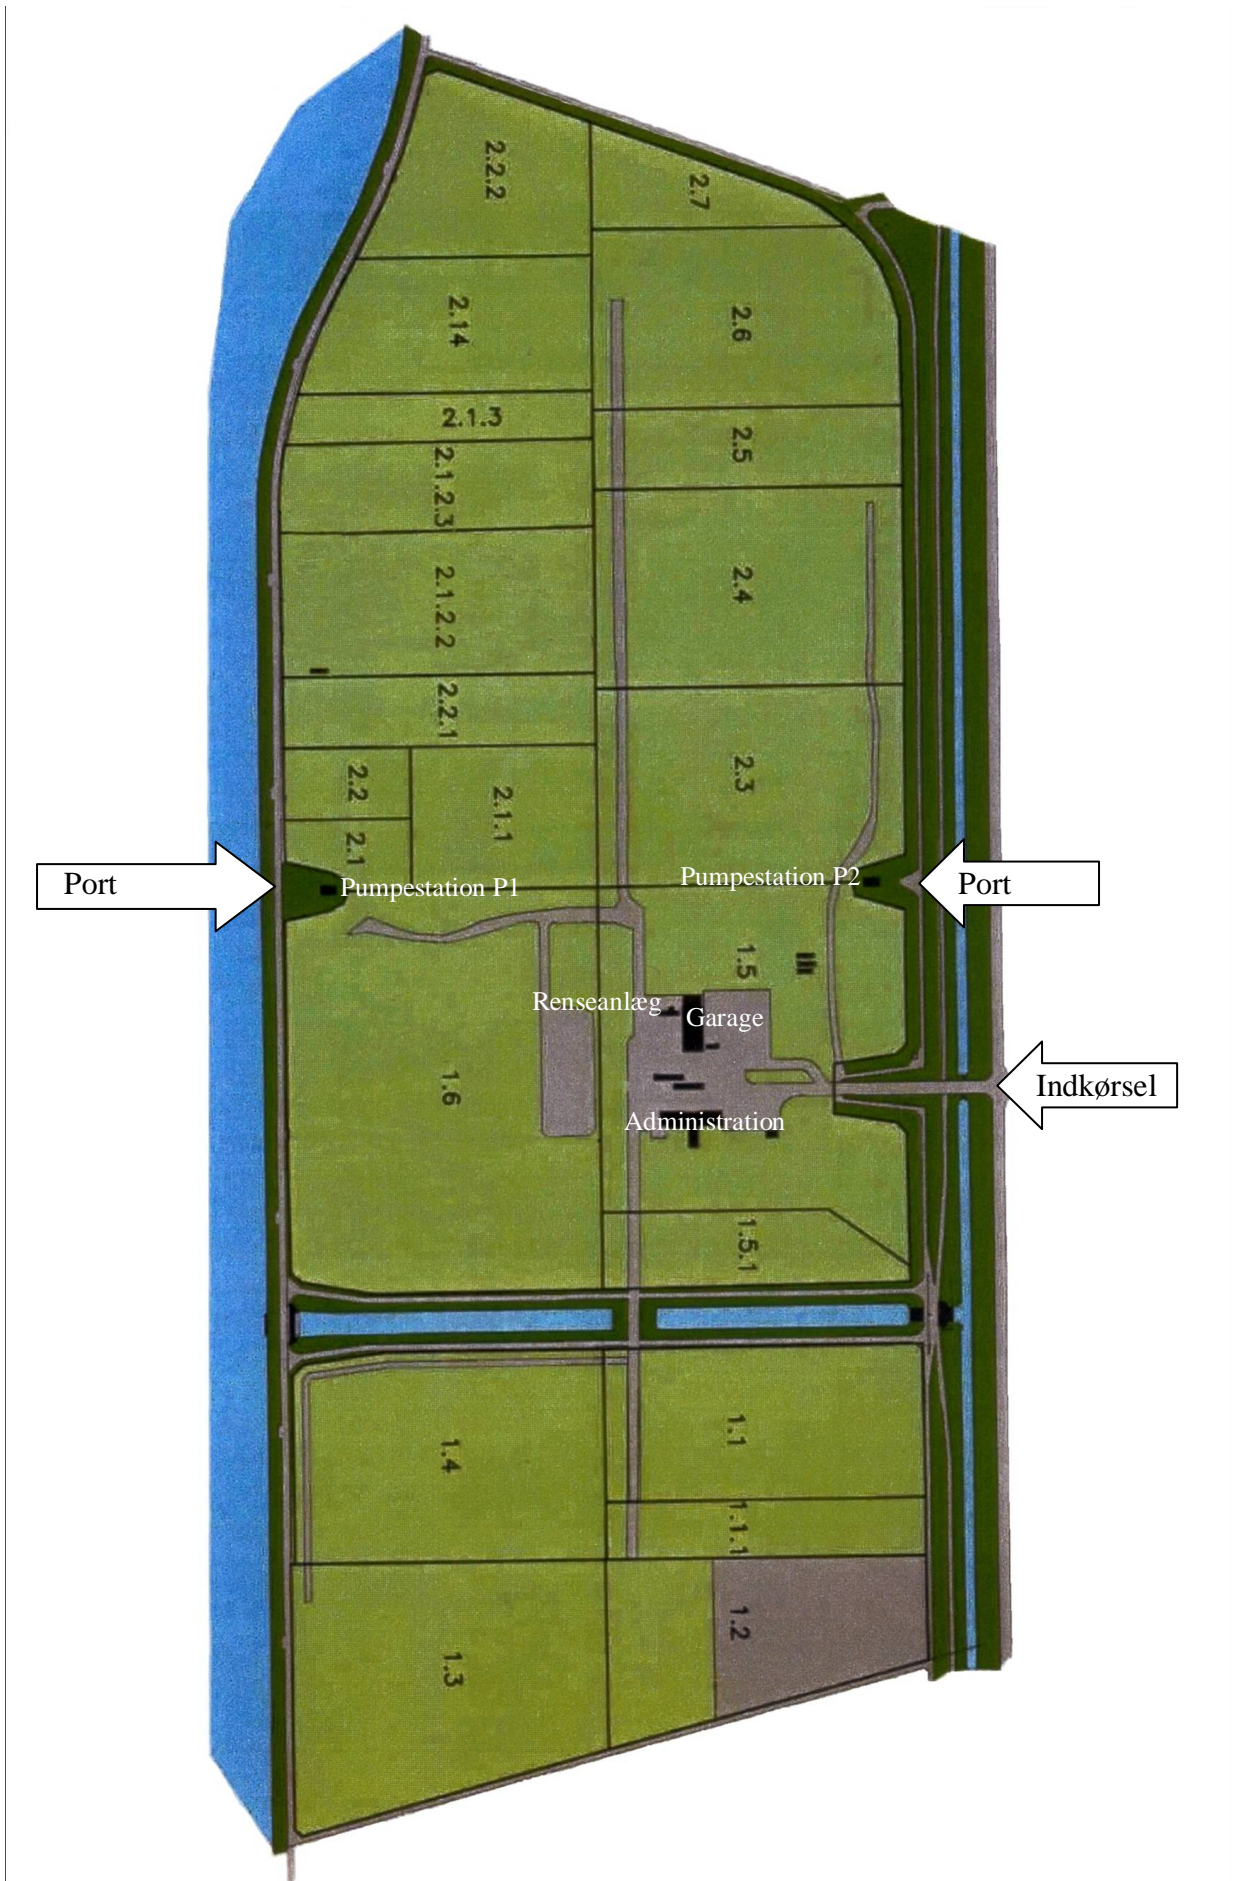 2.2.2
2.7
2.14
2.6
2.1.3
2.5
2.1.2.3
2.1.2.2
2.4
2.2.1
2.3
2.2
2.1.1
2.1
Port
Pumpestation P1
Pumpestation P2
Port
1.5
Renseanlæg
Garage
1.6
Indkørsel
Administration
1.5.1
1.4
1.1
1.1.1
1.2
1.3